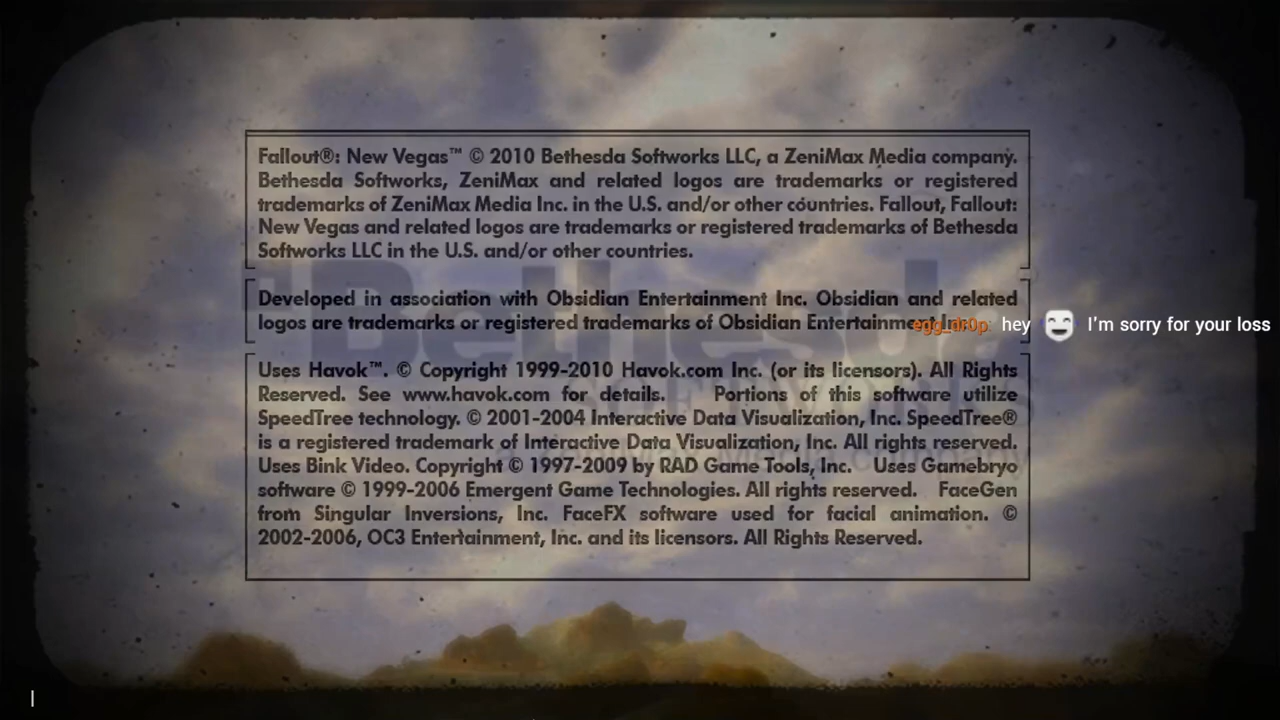 Fallout®: New Vegas™ © 2010 Bethesda Softworks LLC, a ZeniMax Media company.
Bethesda Softworks, ZeniMax and related logos are trademarks or registered
trademarks of ZeniMax Media Inc. in the U.S. and/or other countries. Fallout, Fallout:
New Vegas and related logos are trademarks or registered trademarks of Bethesda
Softworks LLC in the U.S. and/or other countries.
Developed in association with Obsidian Entertainment Inc. Obsidian and related
logos are trademarks or registered trademarks of Obsidian Entertainment Inc.
egg_dr0p: hey I'm sorry for your loss
Bethesda
Uses Havok™. © Copyright 1999-2010 Havok.com Inc. (or its licensors). All Rights
Reserved. See www.havok.com for details. Portions of this software utilize
SpeedTree technology. © 2001-2004 Interactive Data Visualization, Inc. SpeedTree®
is a registered trademark of Interactive Data Visualization, Inc. All rights reserved.
Uses Bink Video. Copyright © 1997-2009 by RAD Game Tools, Inc. Uses Gamebryo
software © 1999-2006 Emergent Game Technologies. All rights reserved. FaceGen
from Singular Inversions, Inc. FaceFX software used for facial animation. ©
2002-2006, OC3 Entertainment, Inc. and its licensors. All Rights Reserved.